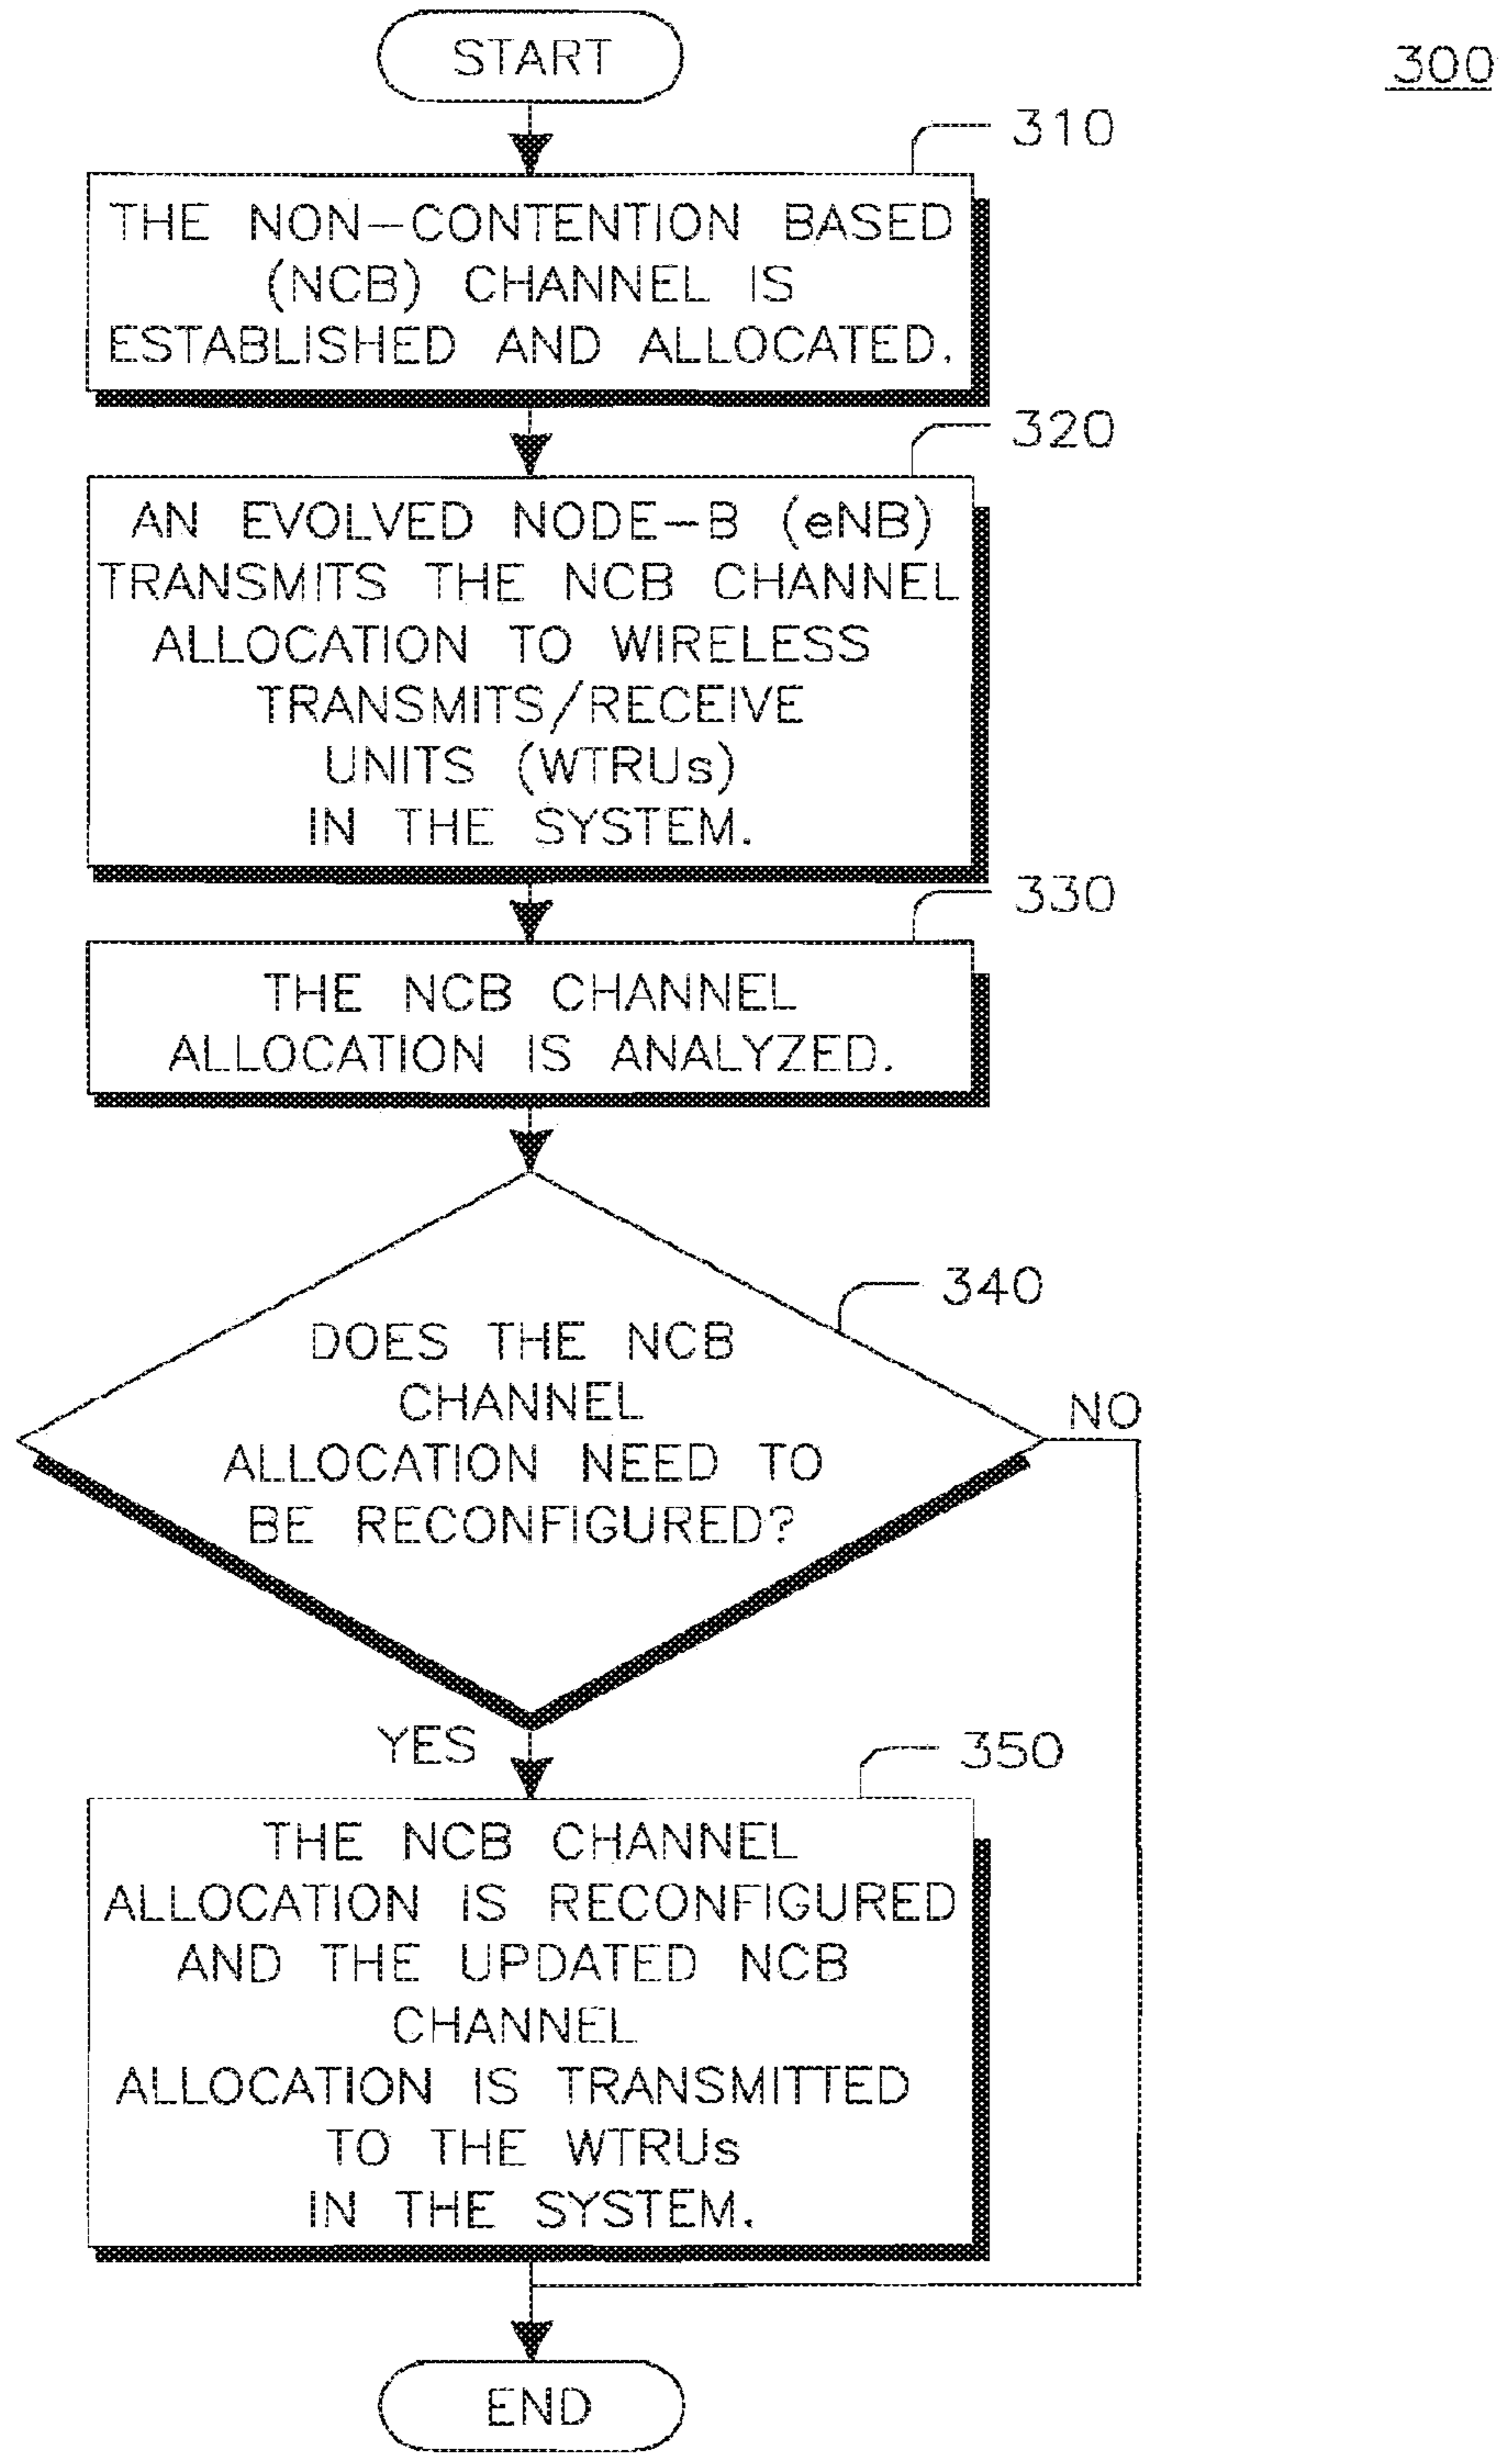 START
300
310
THE NON-CONTENTION BASED
(NCB) CHANNEL IS
ESTABLISHED AND ALLOCATED.
320
AN EVOLVED NODE-B (eNB)
TRANSMITS THE NCB CHANNEL
ALLOCATION TO WIRELESS
TRANSMITS/RECEIVE
UNITS (WTRUs)
IN THE SYSTEM.
330
THE NCB CHANNEL
ALLOCATION IS ANALYZED.
340
DOES THE NCB
CHANNEL
ALLOCATION NEED TO
BE RECONFIGURED?
NO
YES
350
THE NCB CHANNEL
ALLOCATION IS RECONFIGURED
AND THE UPDATED NCB
CHANNEL
ALLOCATION IS TRANSMITTED
TO THE WTRUs
IN THE SYSTEM.
END